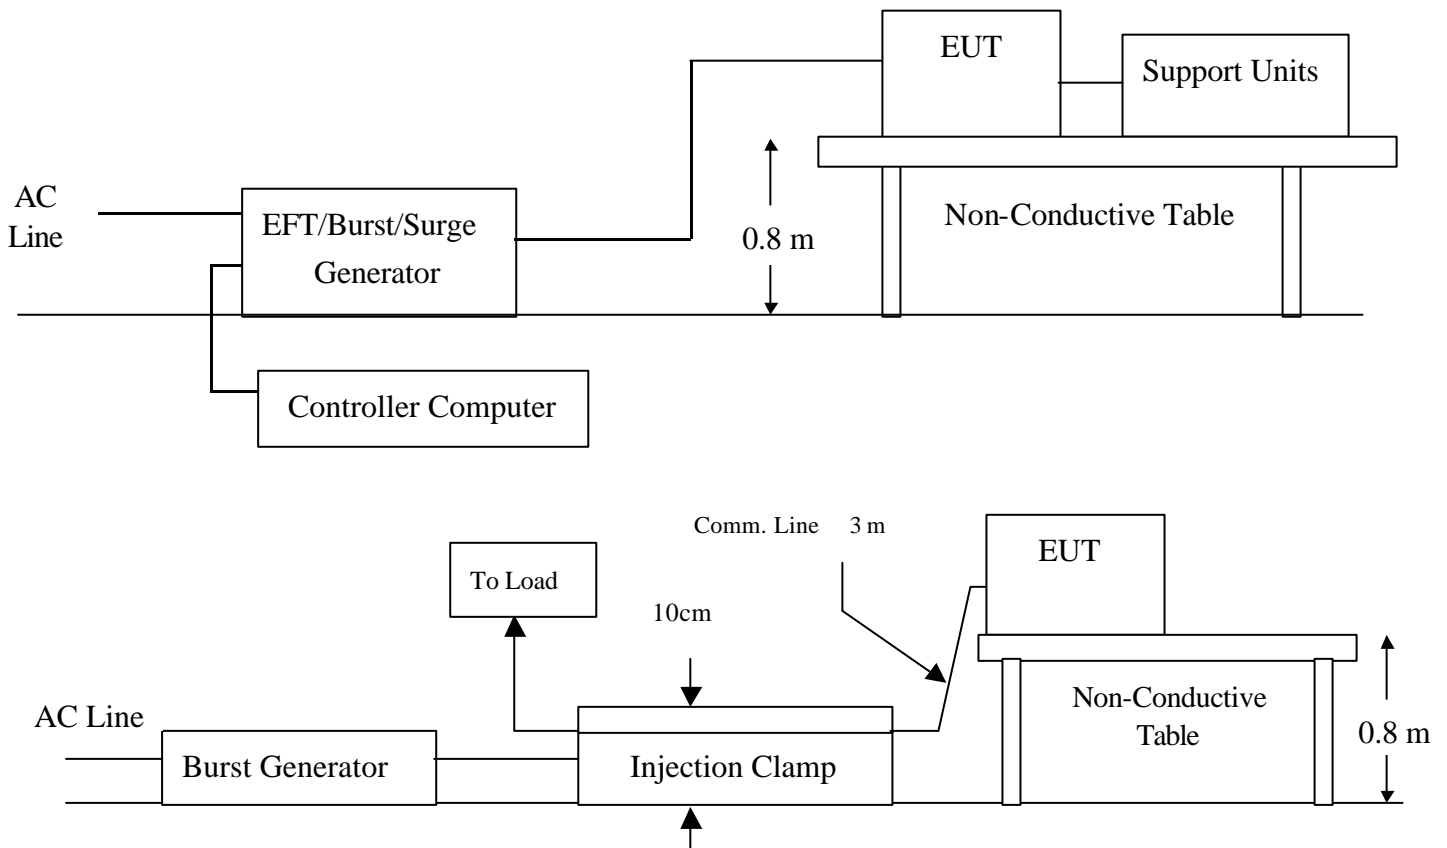 EUT
Support Units
AC
Line
EFT/Burst/Surge
Generator
0.8 m
Non-Conductive Table
Controller Computer
Comm. Line 3 m
EUT
To Load
10cm
AC Line
Burst Generator
Injection Clamp
Non-Conductive
Table
0.8 m